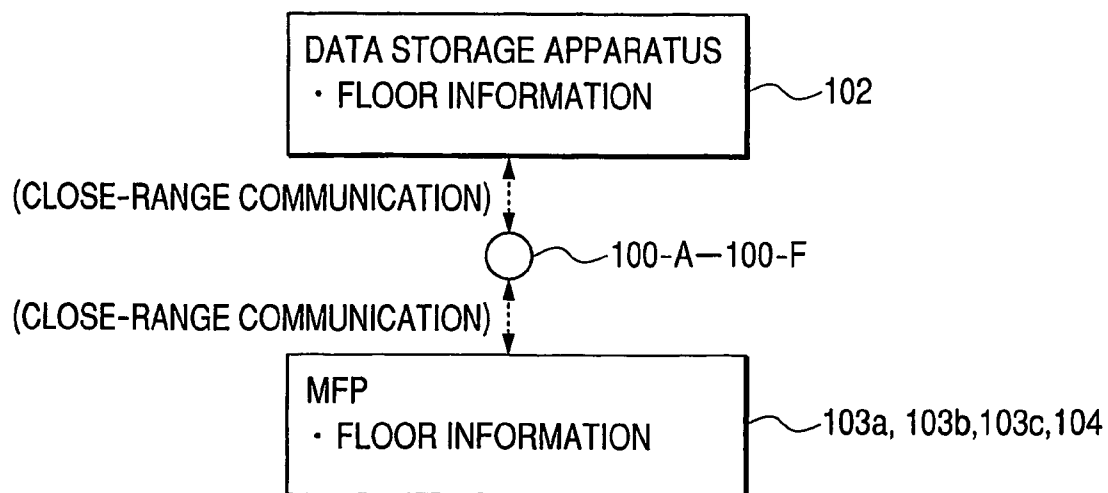 DATA STORAGE APPARATUS
· FLOOR INFORMATION
102
(CLOSE-RANGE COMMUNICATION)
100-A—100-F
(CLOSE-RANGE COMMUNICATION)
MFP
· FLOOR INFORMATION
103a, 103b,103c,104